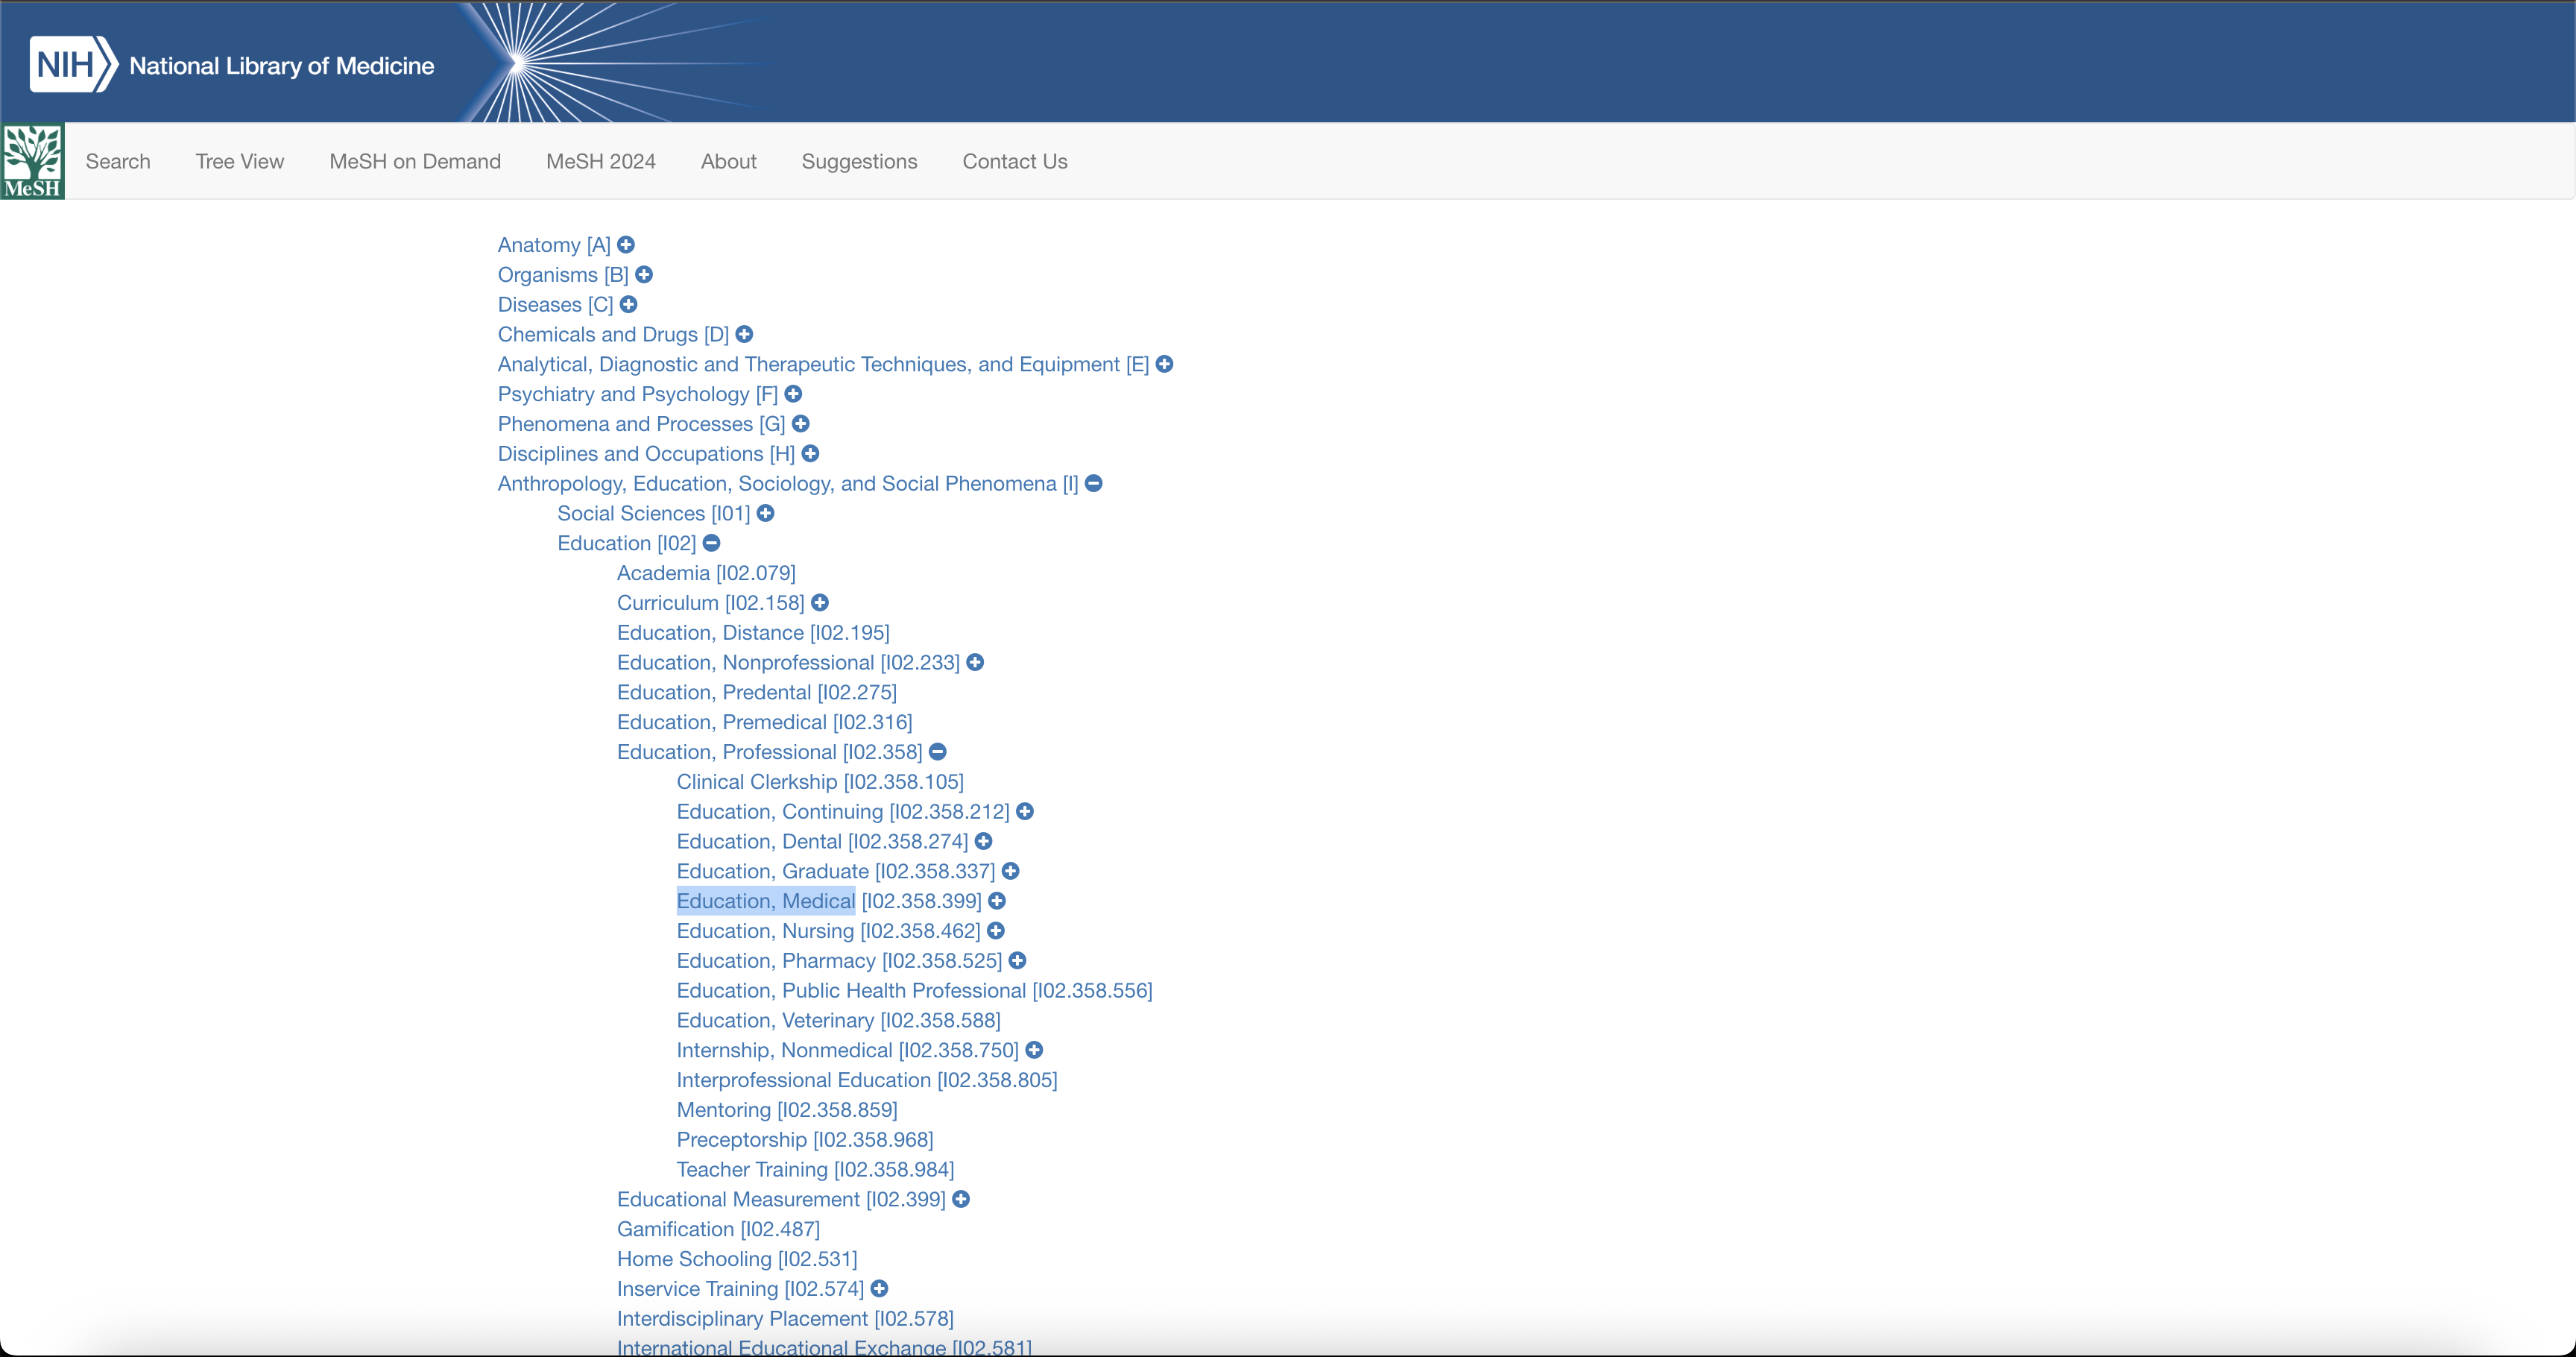 NIH National Library of Medicine
MeSH
Search Tree View MeSH on Demand MeSH 2024 About Suggestions Contact Us
Anatomy [A]
Organisms [B]
Diseases [C]
Chemicals and Drugs [D]
Analytical, Diagnostic and Therapeutic Techniques, and Equipment [E]
Psychiatry and Psychology [F]
Phenomena and Processes [G]
Disciplines and Occupations [H]
Anthropology, Education, Sociology, and Social Phenomena [I]
Social Sciences [I01]
Education [I02]
Academia [I02.079]
Curriculum [I02.158]
Education, Distance [I02.195]
Education, Nonprofessional [I02.233]
Education, Predental [I02.275]
Education, Premedical [I02.316]
Education, Professional [I02.358]
Clinical Clerkship [I02.358.105]
Education, Continuing [I02.358.212]
Education, Dental [I02.358.274]
Education, Graduate [I02.358.337]
Education, Medical [I02.358.399]
Education, Nursing [I02.358.462]
Education, Pharmacy [I02.358.525]
Education, Public Health Professional [I02.358.556]
Education, Veterinary [I02.358.588]
Internship, Nonmedical [I02.358.750]
Interprofessional Education [I02.358.805]
Mentoring [I02.358.859]
Preceptorship [I02.358.968]
Teacher Training [I02.358.984]
Educational Measurement [I02.399]
Gamification [I02.487]
Home Schooling [I02.531]
Inservice Training [I02.574]
Interdisciplinary Placement [I02.578]
International Educational Exchange [I02.581]